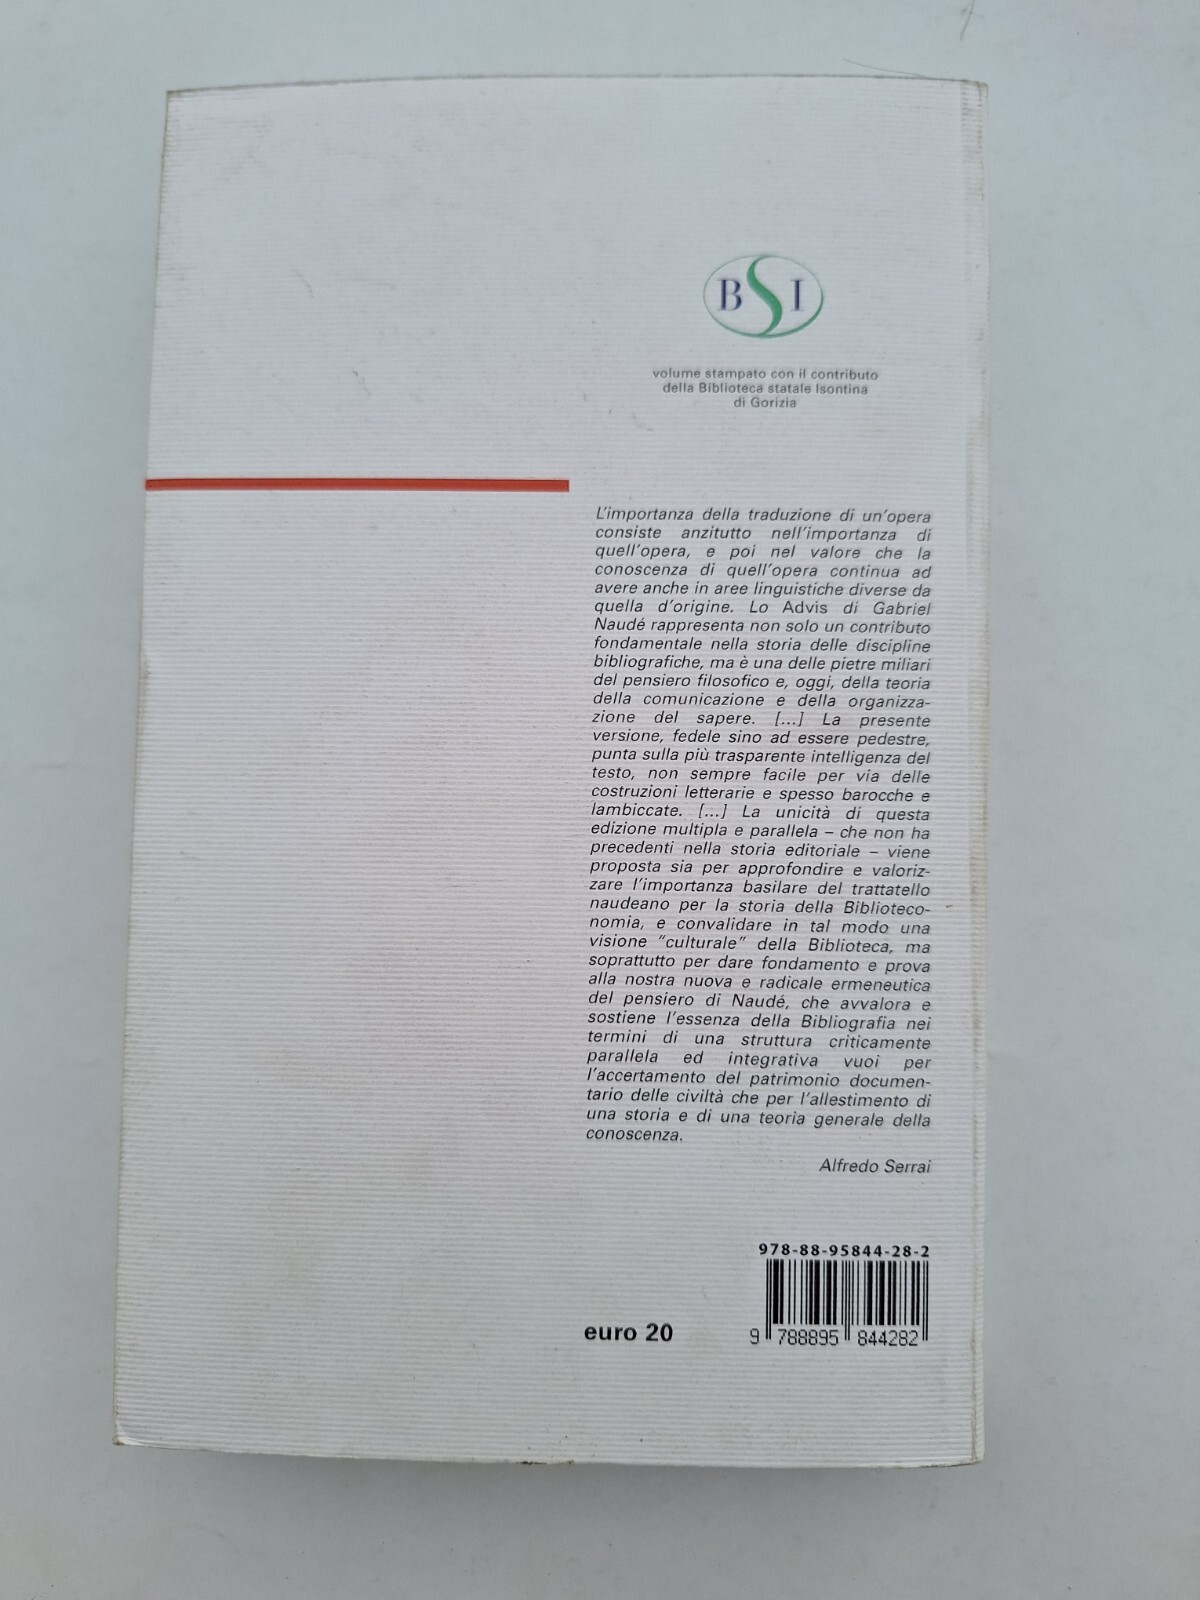 BSI
volume stampato con il contributo
della Biblioteca statale Isontina
di Gorizia
L'importanza della traduzione di un'opera
consiste anzitutto nell'importanza di
quell'opera, e poi nel valore che la
conoscenza di quell'opera continua ad
avere anche in aree linguistiche diverse da
quella d'origine. Lo Advis di Gabriel
Naudé rappresenta non solo un contributo
fondamentale nella storia delle discipline
bibliografiche, ma è una delle pietre miliari
del pensiero filosofico e, oggi, della teoria
della comunicazione e della organizza-
zione del sapere. [...] La presente
versione, fedele sino ad essere pedestre,
punta sulla più trasparente intelligenza del
testo, non sempre facile per via delle
costruzioni letterarie e spesso barocche e
lambiccate. [...] La unicità di questa
edizione multipla e parallela – che non ha
precedenti nella storia editoriale – viene
proposta sia per approfondire e valoriz-
zare l'importanza basilare del trattatello
naudeano per la storia della Biblioteco-
nomia, e convalidare in tal modo una
visione "culturale" della Biblioteca, ma
soprattutto per dare fondamento e prova
alla nostra nuova e radicale ermeneutica
del pensiero di Naudé, che avvalora e
sostiene l'essenza della Bibliografia nei
termini di una struttura criticamente
parallela ed integrativa vuoi per
l'accertamento del patrimonio documen-
tario delle civiltà che per l'allestimento di
una storia e di una teoria generale della
conoscenza.
Alfredo Serrai
978-88-95844-28-2
euro 20
9 788895 844282